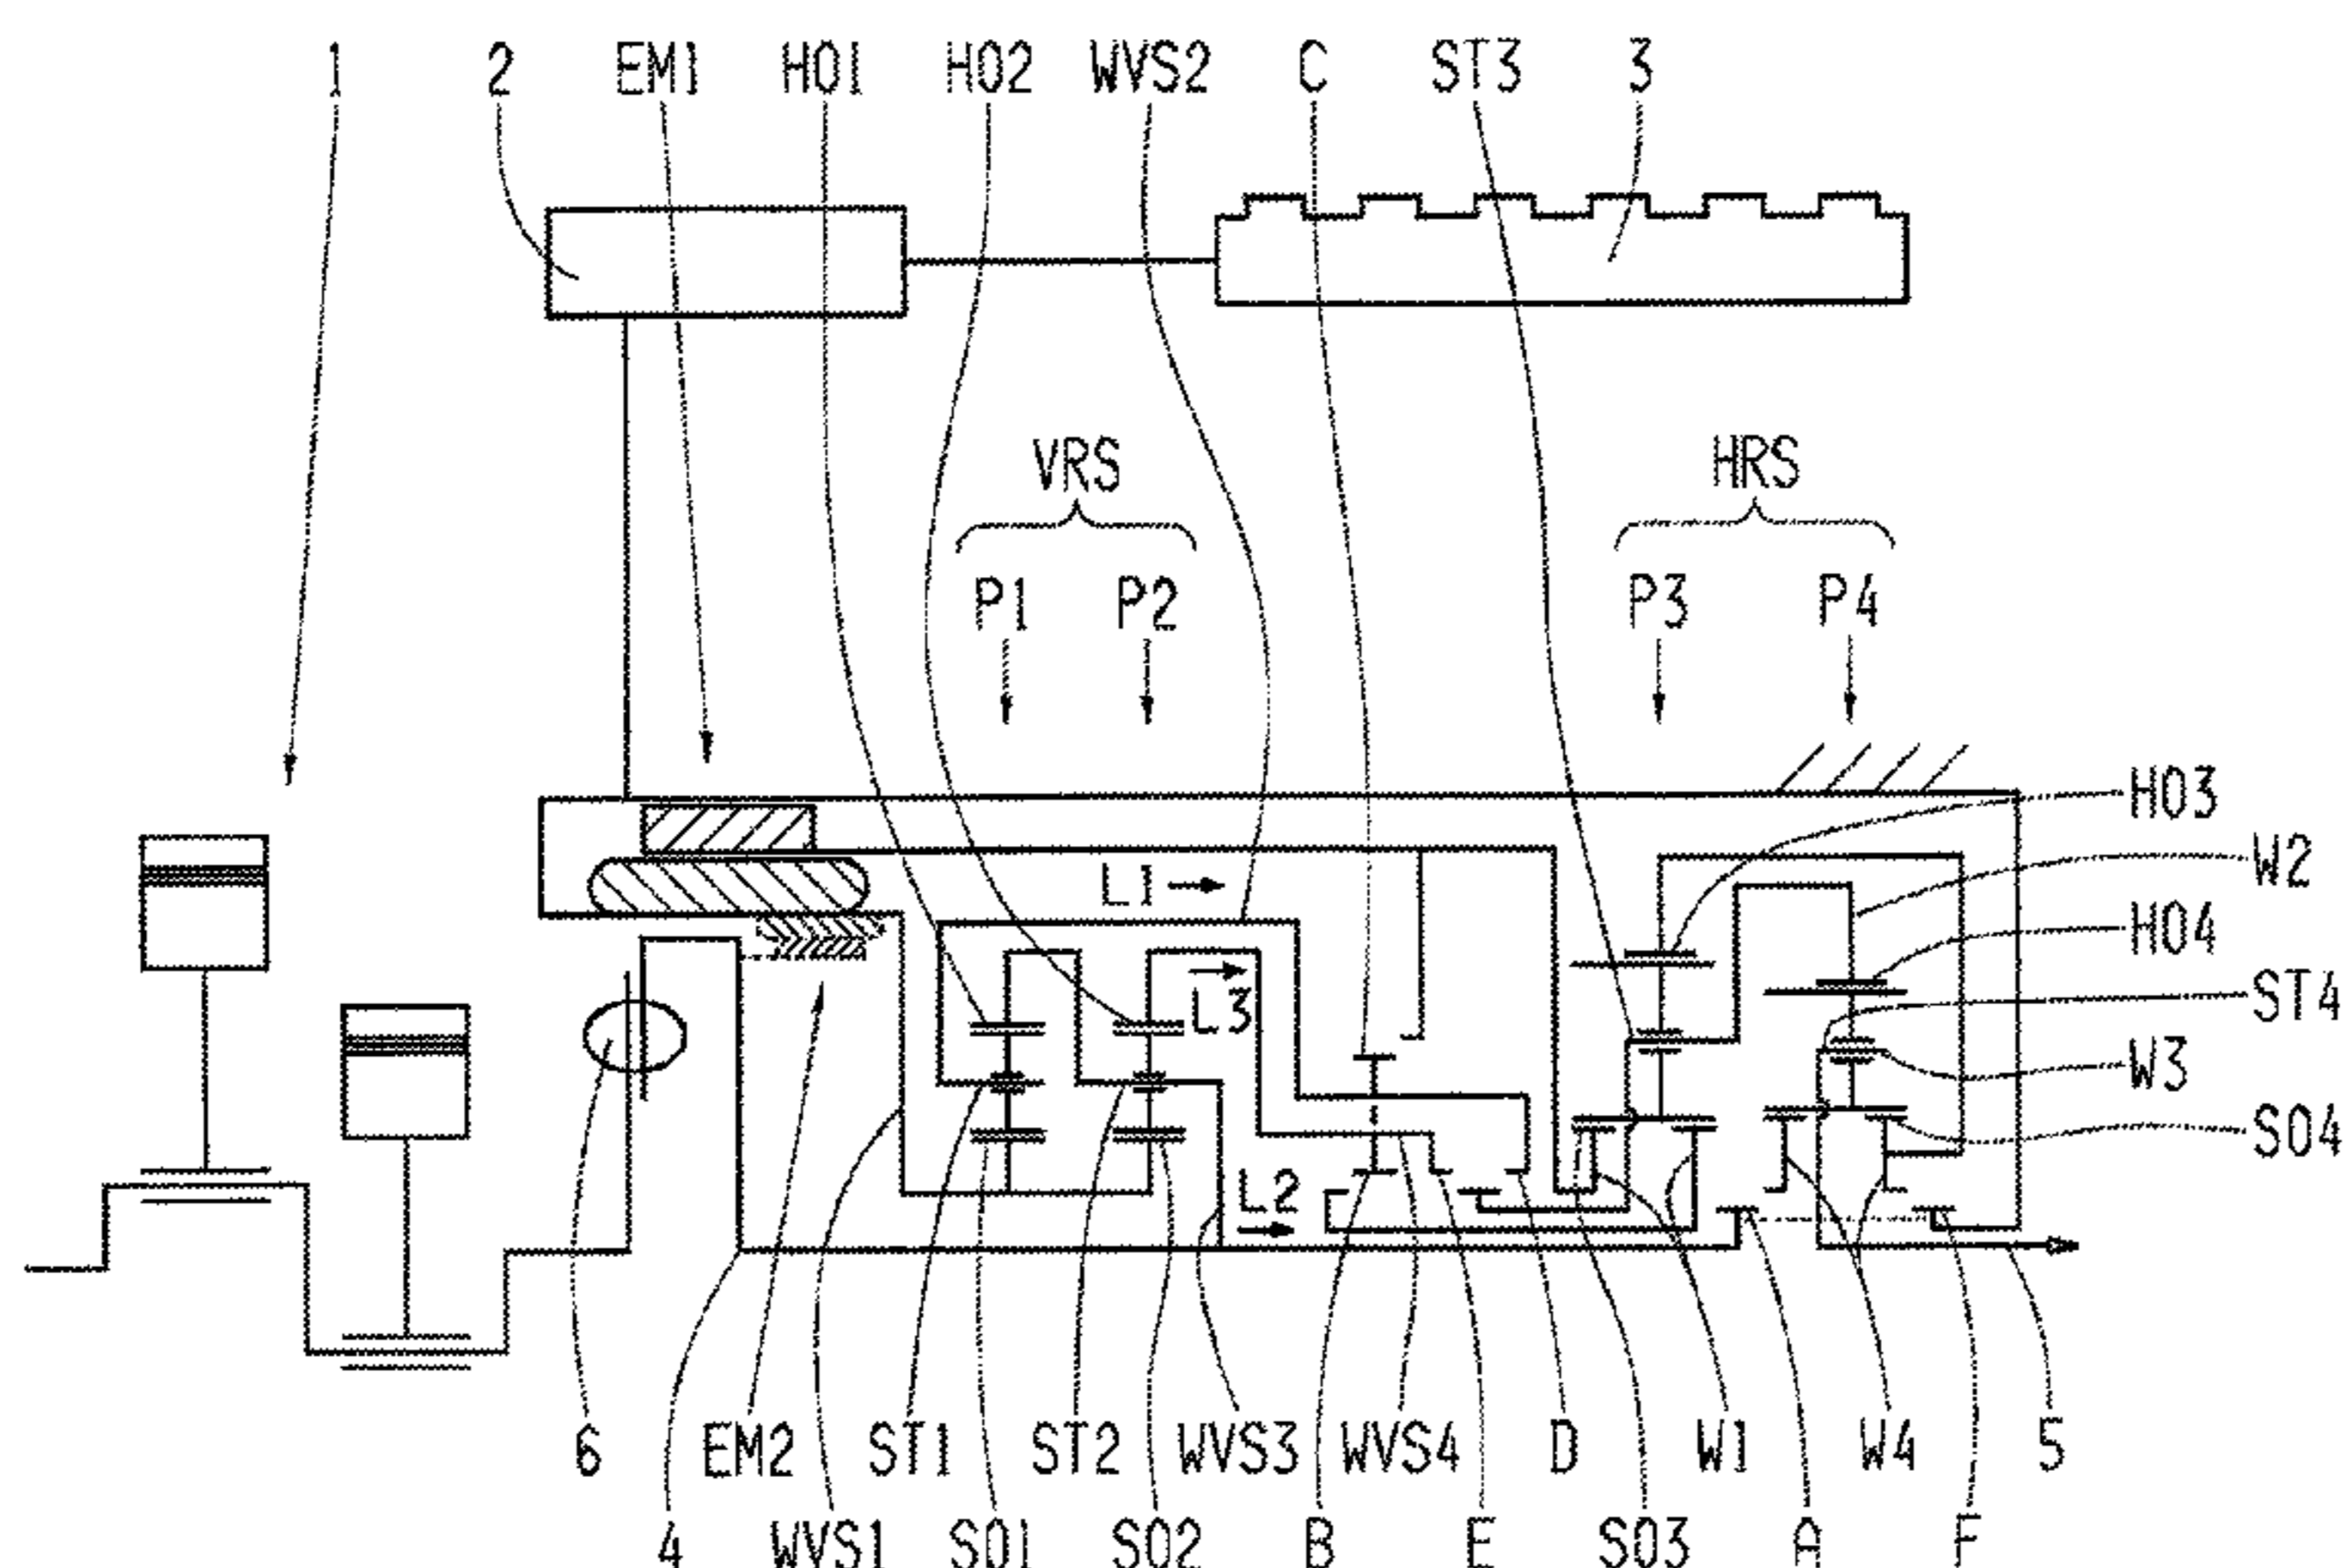 1 2 EM1 HO1 HO2 WVS2 C ST3 3
VRS HRS
P1 P2 P3 P4
HO3
W2
L1
HO4
L3
ST4
W3
SO4
L2
6 EM2 ST1 ST2 WVS3 WVS4 D W1 W4 5
4 WVS1 SO1 SO2 B E SO3 A F